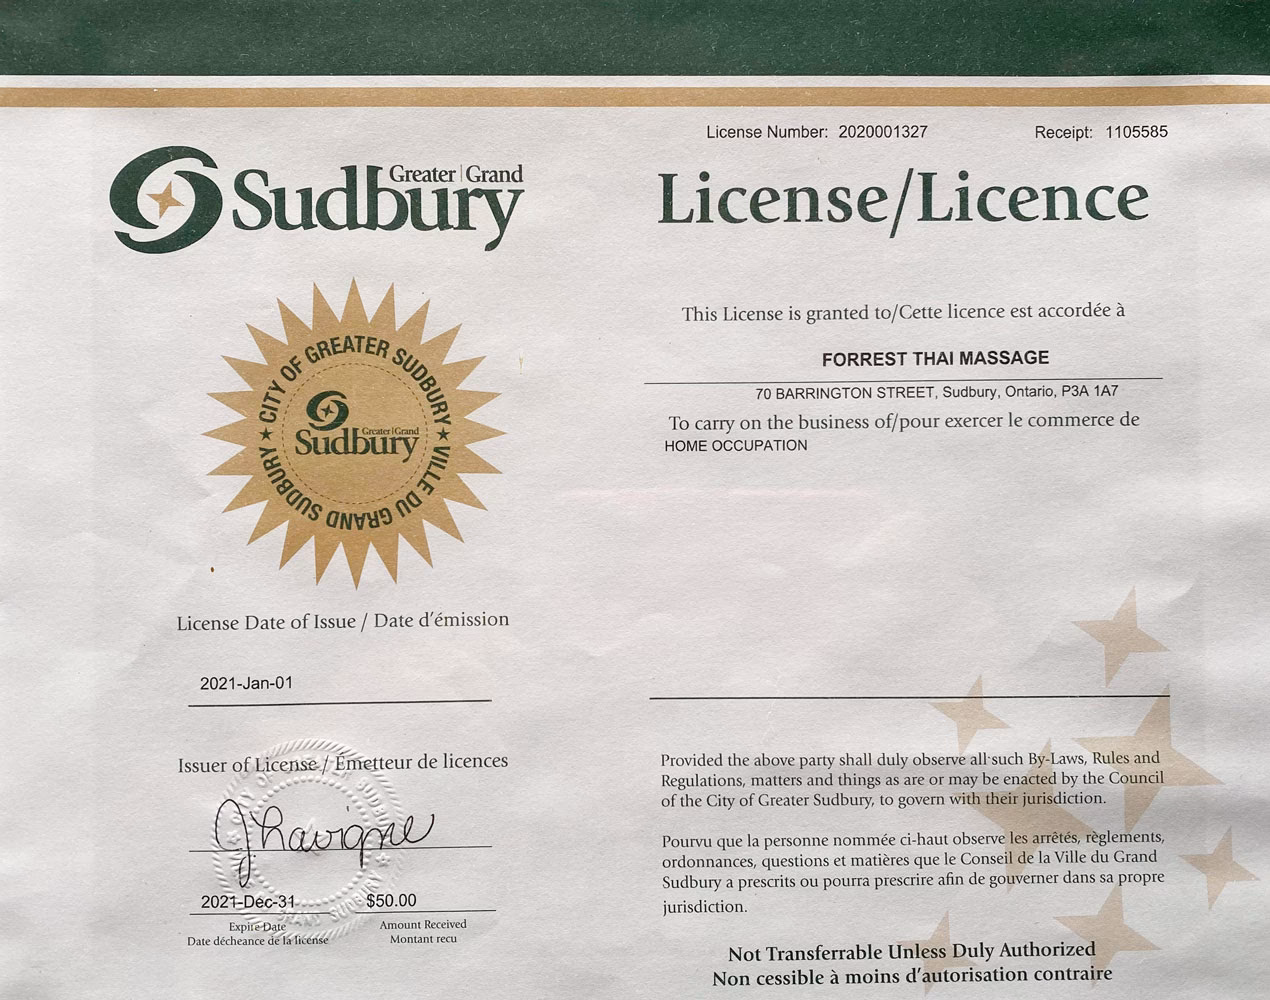 License Number: 2020001327
Receipt: 1105585
Greater | Grand
Sudbury
License/Licence
CITY OF GREATER SUDBURY ★ VILLE DU GRAND SUDBURY ★
Greater | Grand
Sudbury
This License is granted to/Cette licence est accordée à
FORREST THAI MASSAGE
70 BARRINGTON STREET, Sudbury, Ontario, P3A 1A7
To carry on the business of/pour exercer le commerce de
HOME OCCUPATION
License Date of Issue / Date d'émission
2021-Jan-01
Issuer of License / Émetteur de licences
2021-Dec-31
$50.00
Expire Date
Date décheance de la license
Amount Received
Montant recu
Provided the above party shall duly observe all such By-Laws, Rules and
Regulations, matters and things as are or may be enacted by the Council
of the City of Greater Sudbury, to govern with their jurisdiction.
Pourvu que la personne nommée ci-haut observe les arrêtés, règlements,
ordonnances, questions et matières que le Conseil de la Ville du Grand
Sudbury a prescrits ou pourra prescrire afin de gouverner dans sa propre
jurisdiction.
Not Transferrable Unless Duly Authorized
Non cessible à moins d'autorisation contraire